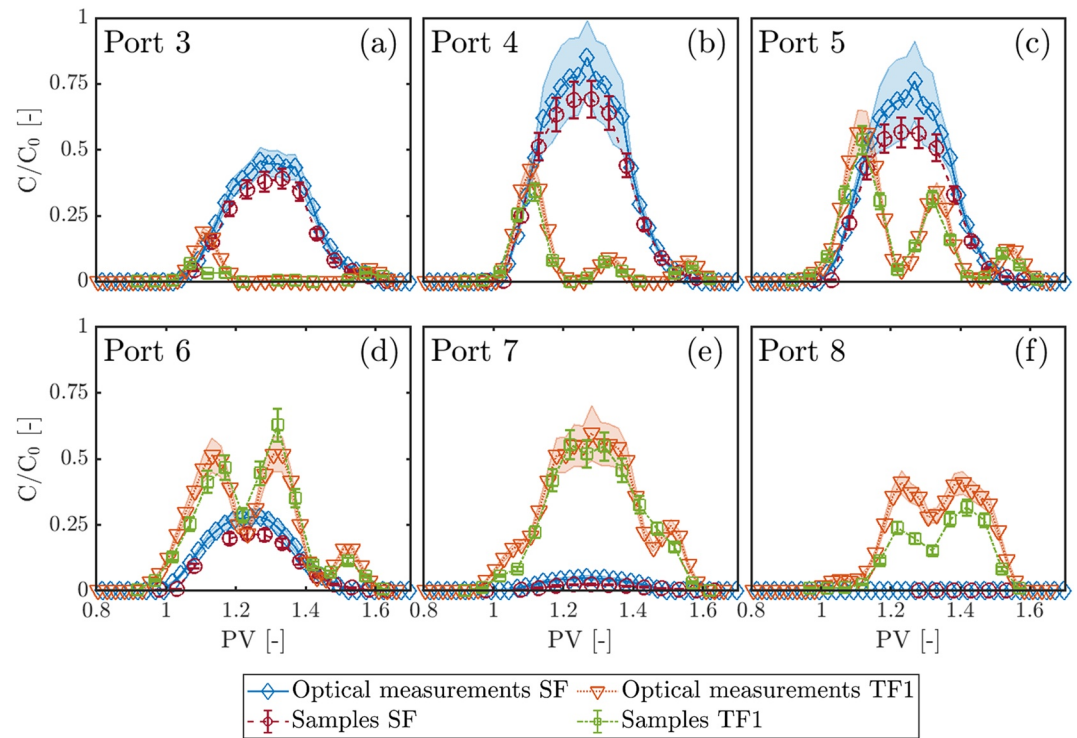 Port 3 (a)
Port 4 (b)
Port 5 (c)
1
0.75
0.5
0.25
0
C/C₀ [-]
Port 6 (d)
Port 7 (e)
Port 8 (f)
1
0.75
0.5
0.25
0
C/C₀ [-]
0.8 1 1.2 1.4 1.6
0.8 1 1.2 1.4 1.6
0.8 1 1.2 1.4 1.6
PV [-]
PV [-]
PV [-]
Optical measurements SF
Optical measurements TF1
Samples SF
Samples TF1